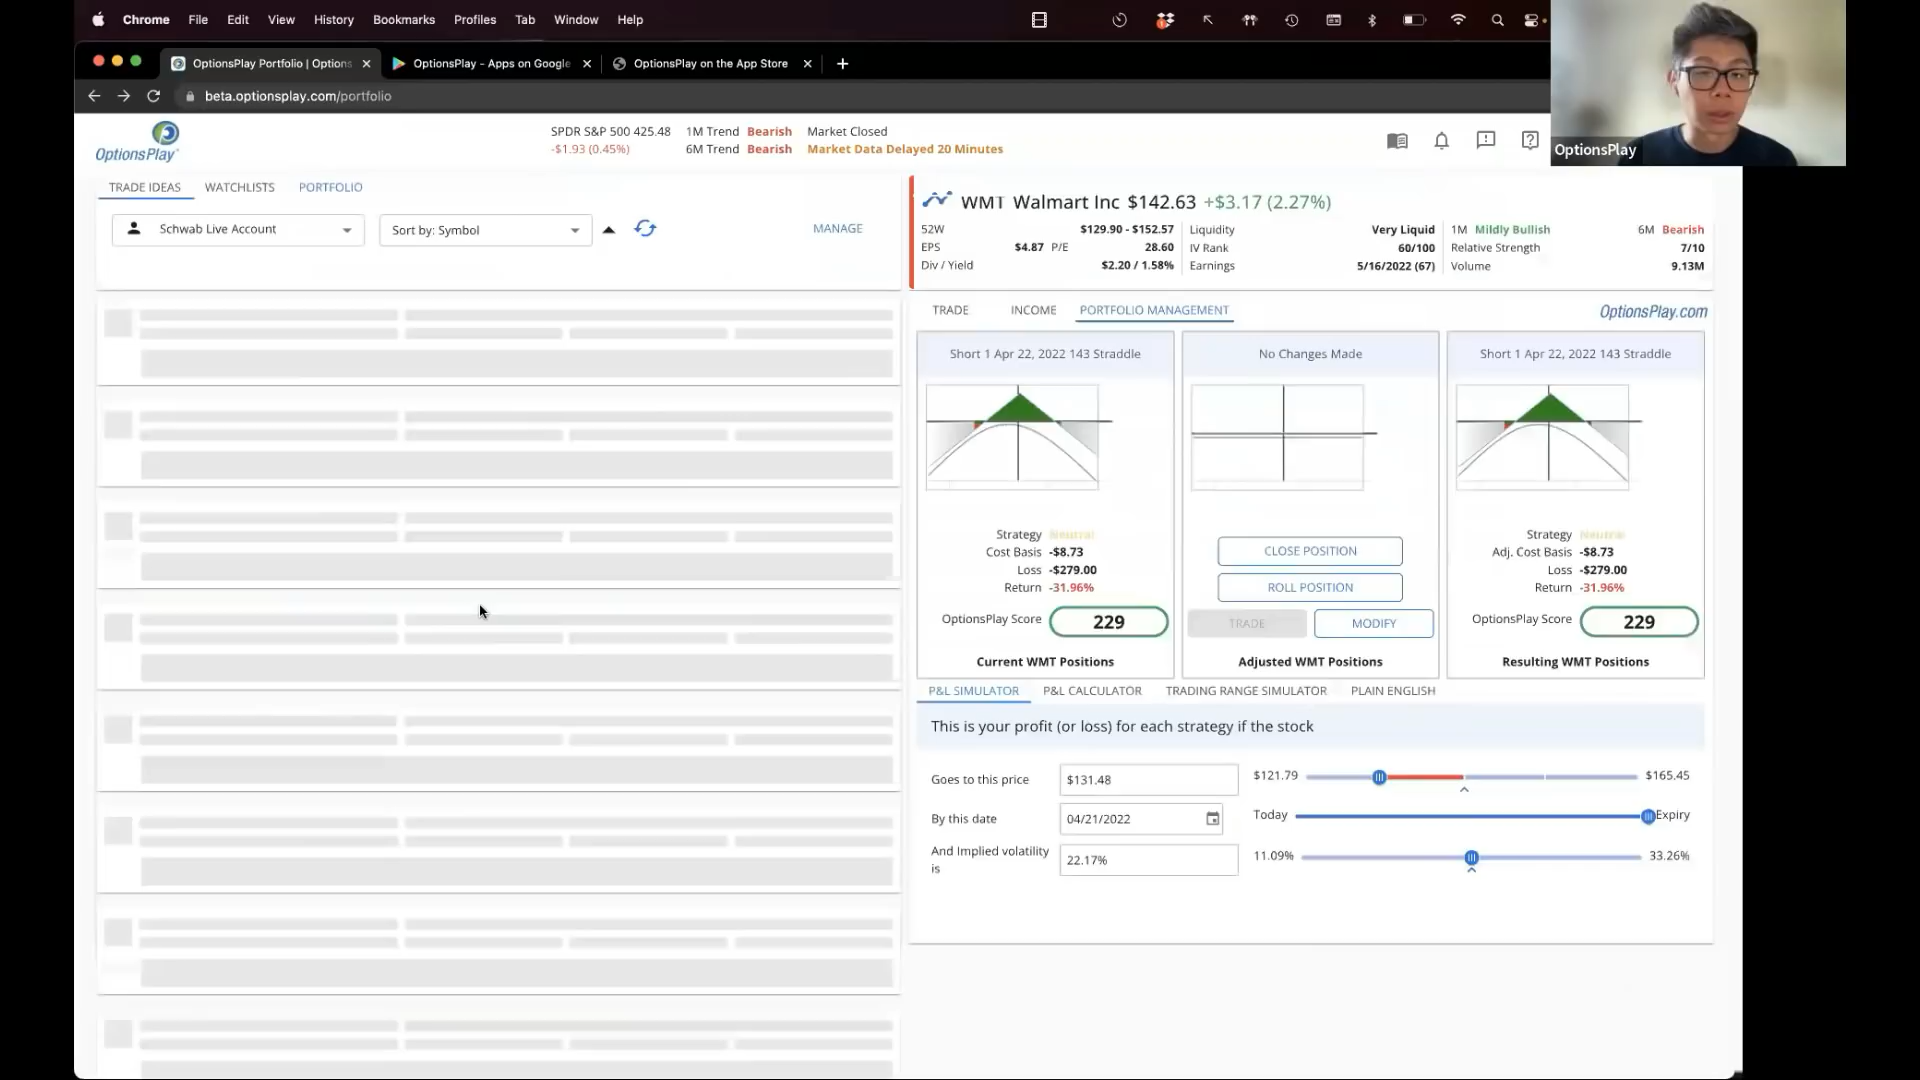 Chrome File Edit View History Bookmarks Profiles Tab Window Help
OptionsPlay Portfolio | Options
OptionsPlay - Apps on Google
OptionsPlay on the App Store
beta.optionsplay.com/portfolio
OptionsPlay
OptionsPlay
SPDR S&P 500 425.48 1M Trend Bearish Market Closed
-$1.93 (0.45%) 6M Trend Bearish Market Data Delayed 20 Minutes
TRADE IDEAS WATCHLISTS PORTFOLIO
Schwab Live Account
Sort by: Symbol
MANAGE
WMT Walmart Inc $142.63 +$3.17 (2.27%)
52W $129.90 - $152.57 Liquidity Very Liquid 1M Mildly Bullish 6M Bearish
EPS $4.87 P/E 28.60 IV Rank 60/100 Relative Strength 7/10
Div / Yield $2.20 / 1.58% Earnings 5/16/2022 (67) Volume 9.13M
TRADE INCOME PORTFOLIO MANAGEMENT
OptionsPlay.com
Short 1 Apr 22, 2022 143 Straddle
Strategy Neutral
Cost Basis -$8.73
Loss -$279.00
Return -31.96%
OptionsPlay Score 229
Current WMT Positions
No Changes Made
CLOSE POSITION
ROLL POSITION
TRADE MODIFY
Adjusted WMT Positions
Short 1 Apr 22, 2022 143 Straddle
Strategy Neutral
Adj. Cost Basis -$8.73
Loss -$279.00
Return -31.96%
OptionsPlay Score 229
Resulting WMT Positions
P&L SIMULATOR P&L CALCULATOR TRADING RANGE SIMULATOR PLAIN ENGLISH
This is your profit (or loss) for each strategy if the stock
Goes to this price $131.48 $121.79 $165.45
By this date 04/21/2022 Today Expiry
And Implied volatility
is
22.17% 11.09% 33.26%